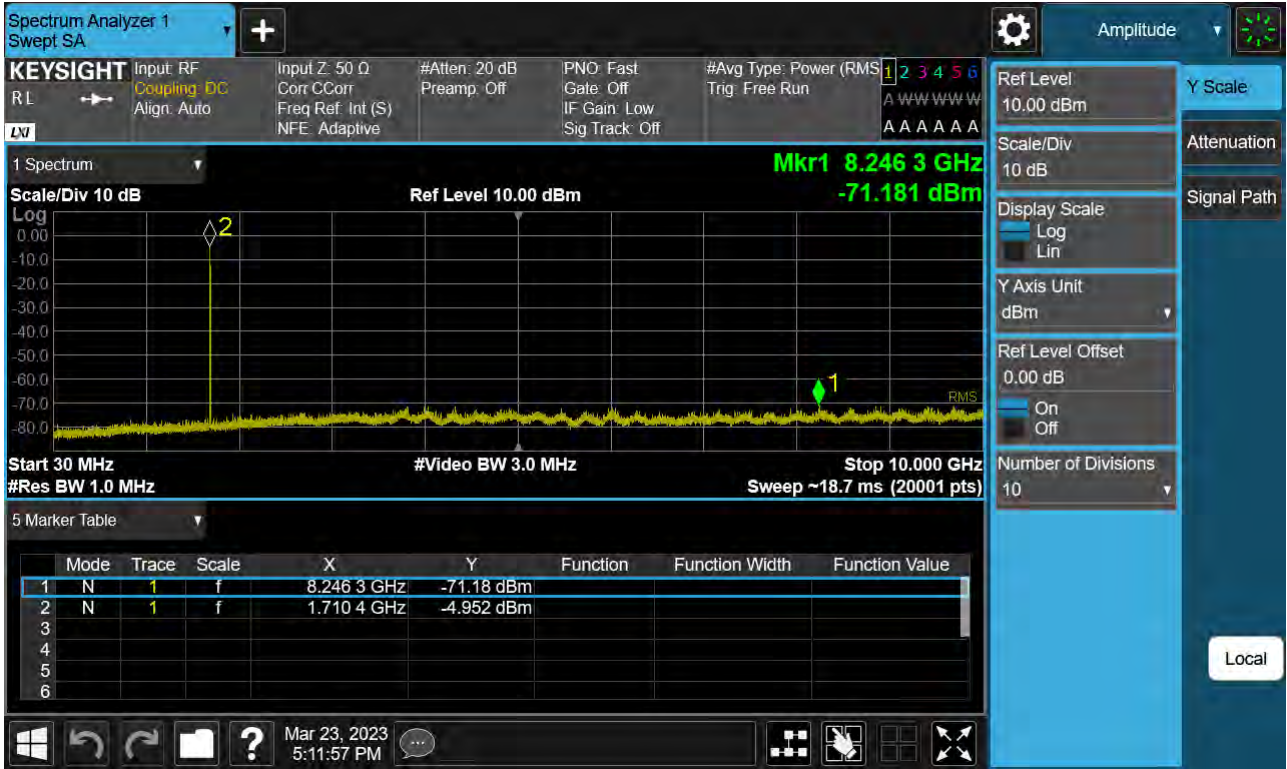 Spectrum Analyzer 1
Swept SA
Amplitude
KEYSIGHT
RL
LXI
Input: RF
Coupling: DC
Align: Auto
Input Z: 50 Ω
Corr CCorr
Freq Ref: Int (S)
NFE: Adaptive
#Atten: 20 dB
Preamp: Off
PNO: Fast
Gate: Off
IF Gain: Low
Sig Track: Off
#Avg Type: Power (RMS
Trig: Free Run
1 2 3 4 5 6
A W W W W W
A A A A A A
1 Spectrum
Mkr1 8.246 3 GHz
-71.181 dBm
Scale/Div 10 dB
Ref Level 10.00 dBm
Log
0.00
-10.0
-20.0
-30.0
-40.0
-50.0
-60.0
-70.0
-80.0
2
1
RMS
Start 30 MHz
#Video BW 3.0 MHz
Stop 10.000 GHz
#Res BW 1.0 MHz
Sweep ~18.7 ms (20001 pts)
5 Marker Table
Mode Trace Scale X Y Function Function Width Function Value
1 N 1 f 8.246 3 GHz -71.18 dBm
2 N 1 f 1.710 4 GHz -4.952 dBm
3
4
5
6
Mar 23, 2023
5:11:57 PM
Ref Level
10.00 dBm
Scale/Div
10 dB
Display Scale
Log
Lin
Y Axis Unit
dBm
Ref Level Offset
0.00 dB
On
Off
Number of Divisions
10
Y Scale
Attenuation
Signal Path
Local